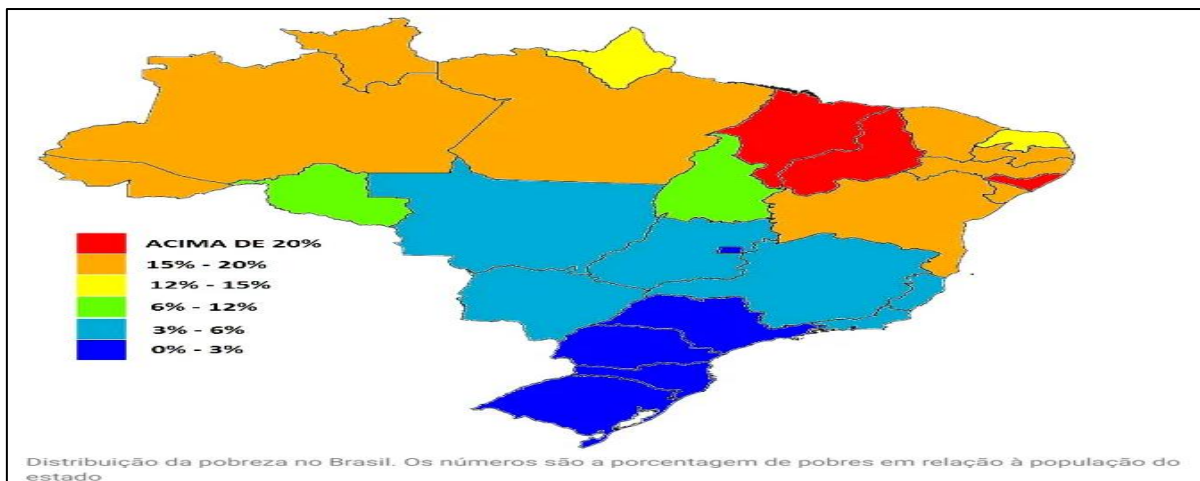 ACIMA DE 20%
15% - 20%
12% - 15%
6% - 12%
3% - 6%
0% - 3%
Distribuição da pobreza no Brasil. Os números são a porcentagem de pobres em relação à população do
estado